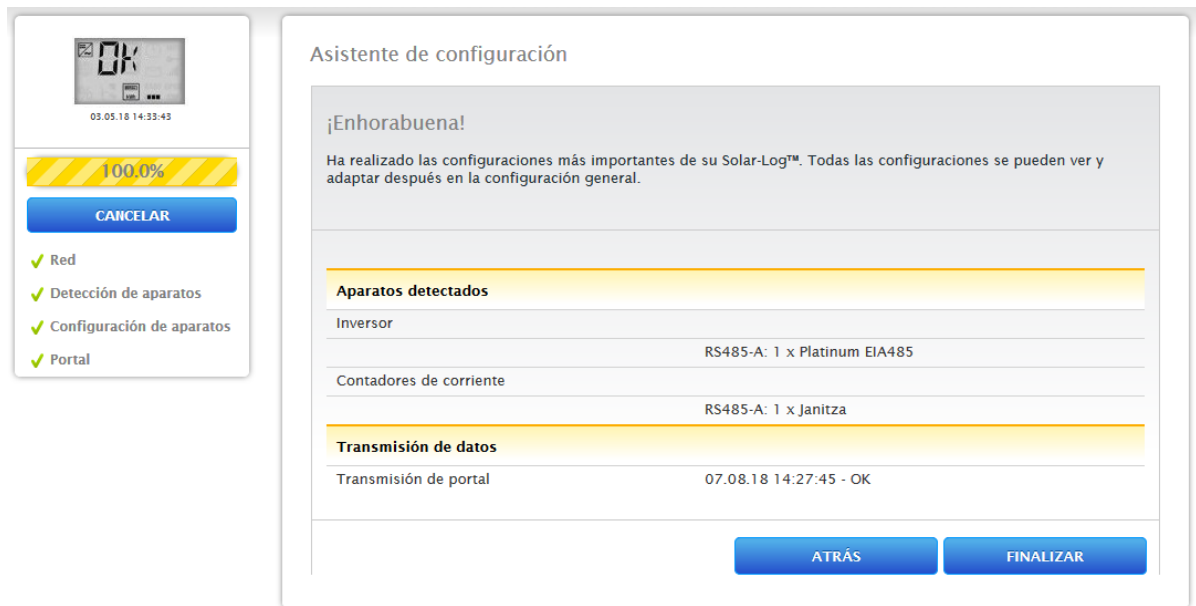 OK
03.05.18 14:33:43
100.0%
CANCELAR
Red
Detección de aparatos
Configuración de aparatos
Portal
Asistente de configuración
¡Enhorabuena!
Ha realizado las configuraciones más importantes de su Solar-Log™. Todas las configuraciones se pueden ver y
adaptar después en la configuración general.
Aparatos detectados
Inversor
RS485-A: 1 x Platinum EIA485
Contadores de corriente
RS485-A: 1 x Janitza
Transmisión de datos
Transmisión de portal 07.08.18 14:27:45 - OK
ATRÁS FINALIZAR